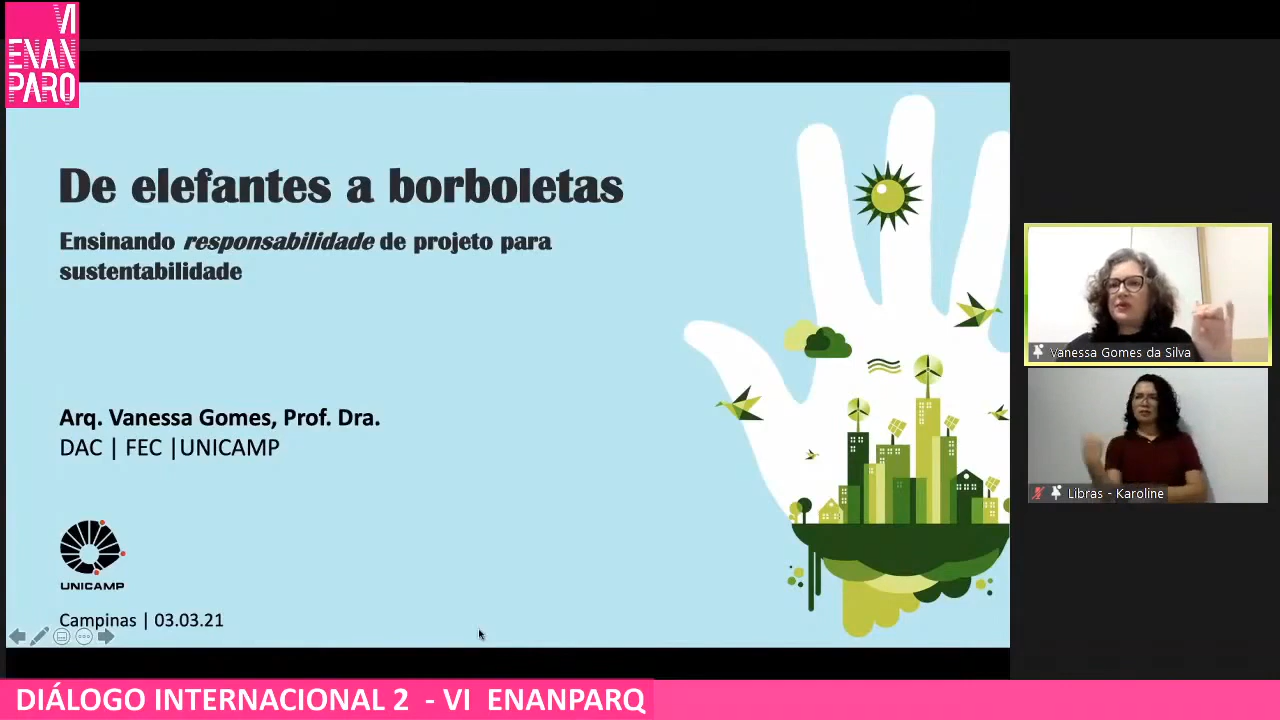 VI
ENAN
PARQ
De elefantes a borboletas
Ensinando responsabilidade de projeto para
sustentabilidade
Arq. Vanessa Gomes, Prof. Dra.
DAC | FEC |UNICAMP
UNICAMP
Campinas | 03.03.21
Vanessa Gomes da Silva
Libras - Karoline
DIÁLOGO INTERNACIONAL 2 - VI ENANPARQ